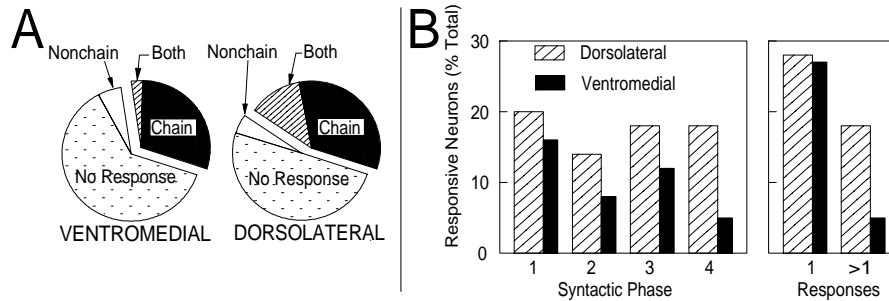 A
Nonchain
Both
Chain
No Response
VENTROMEDIAL
Nonchain
Both
Chain
No Response
DORSOLATERAL
B
Responsive Neurons (% Total)
30
20
10
0
Dorsolateral
Ventromedial
1 2 3 4
Syntactic Phase
1 >1
Responses